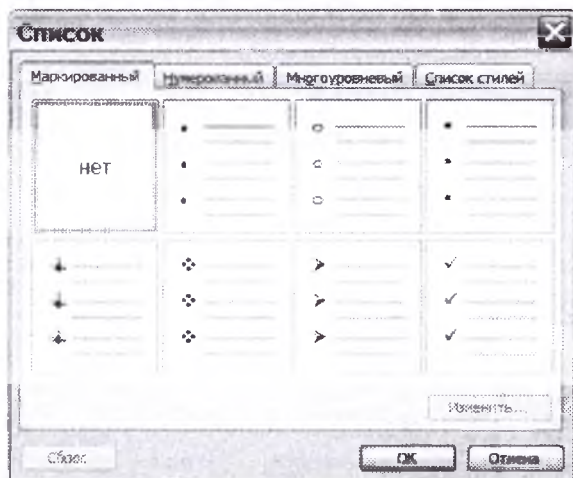 Список
Маркированный Нумерованный Многоуровневый Список стилей
нет
Изменить...
Сброс ОК Отмена